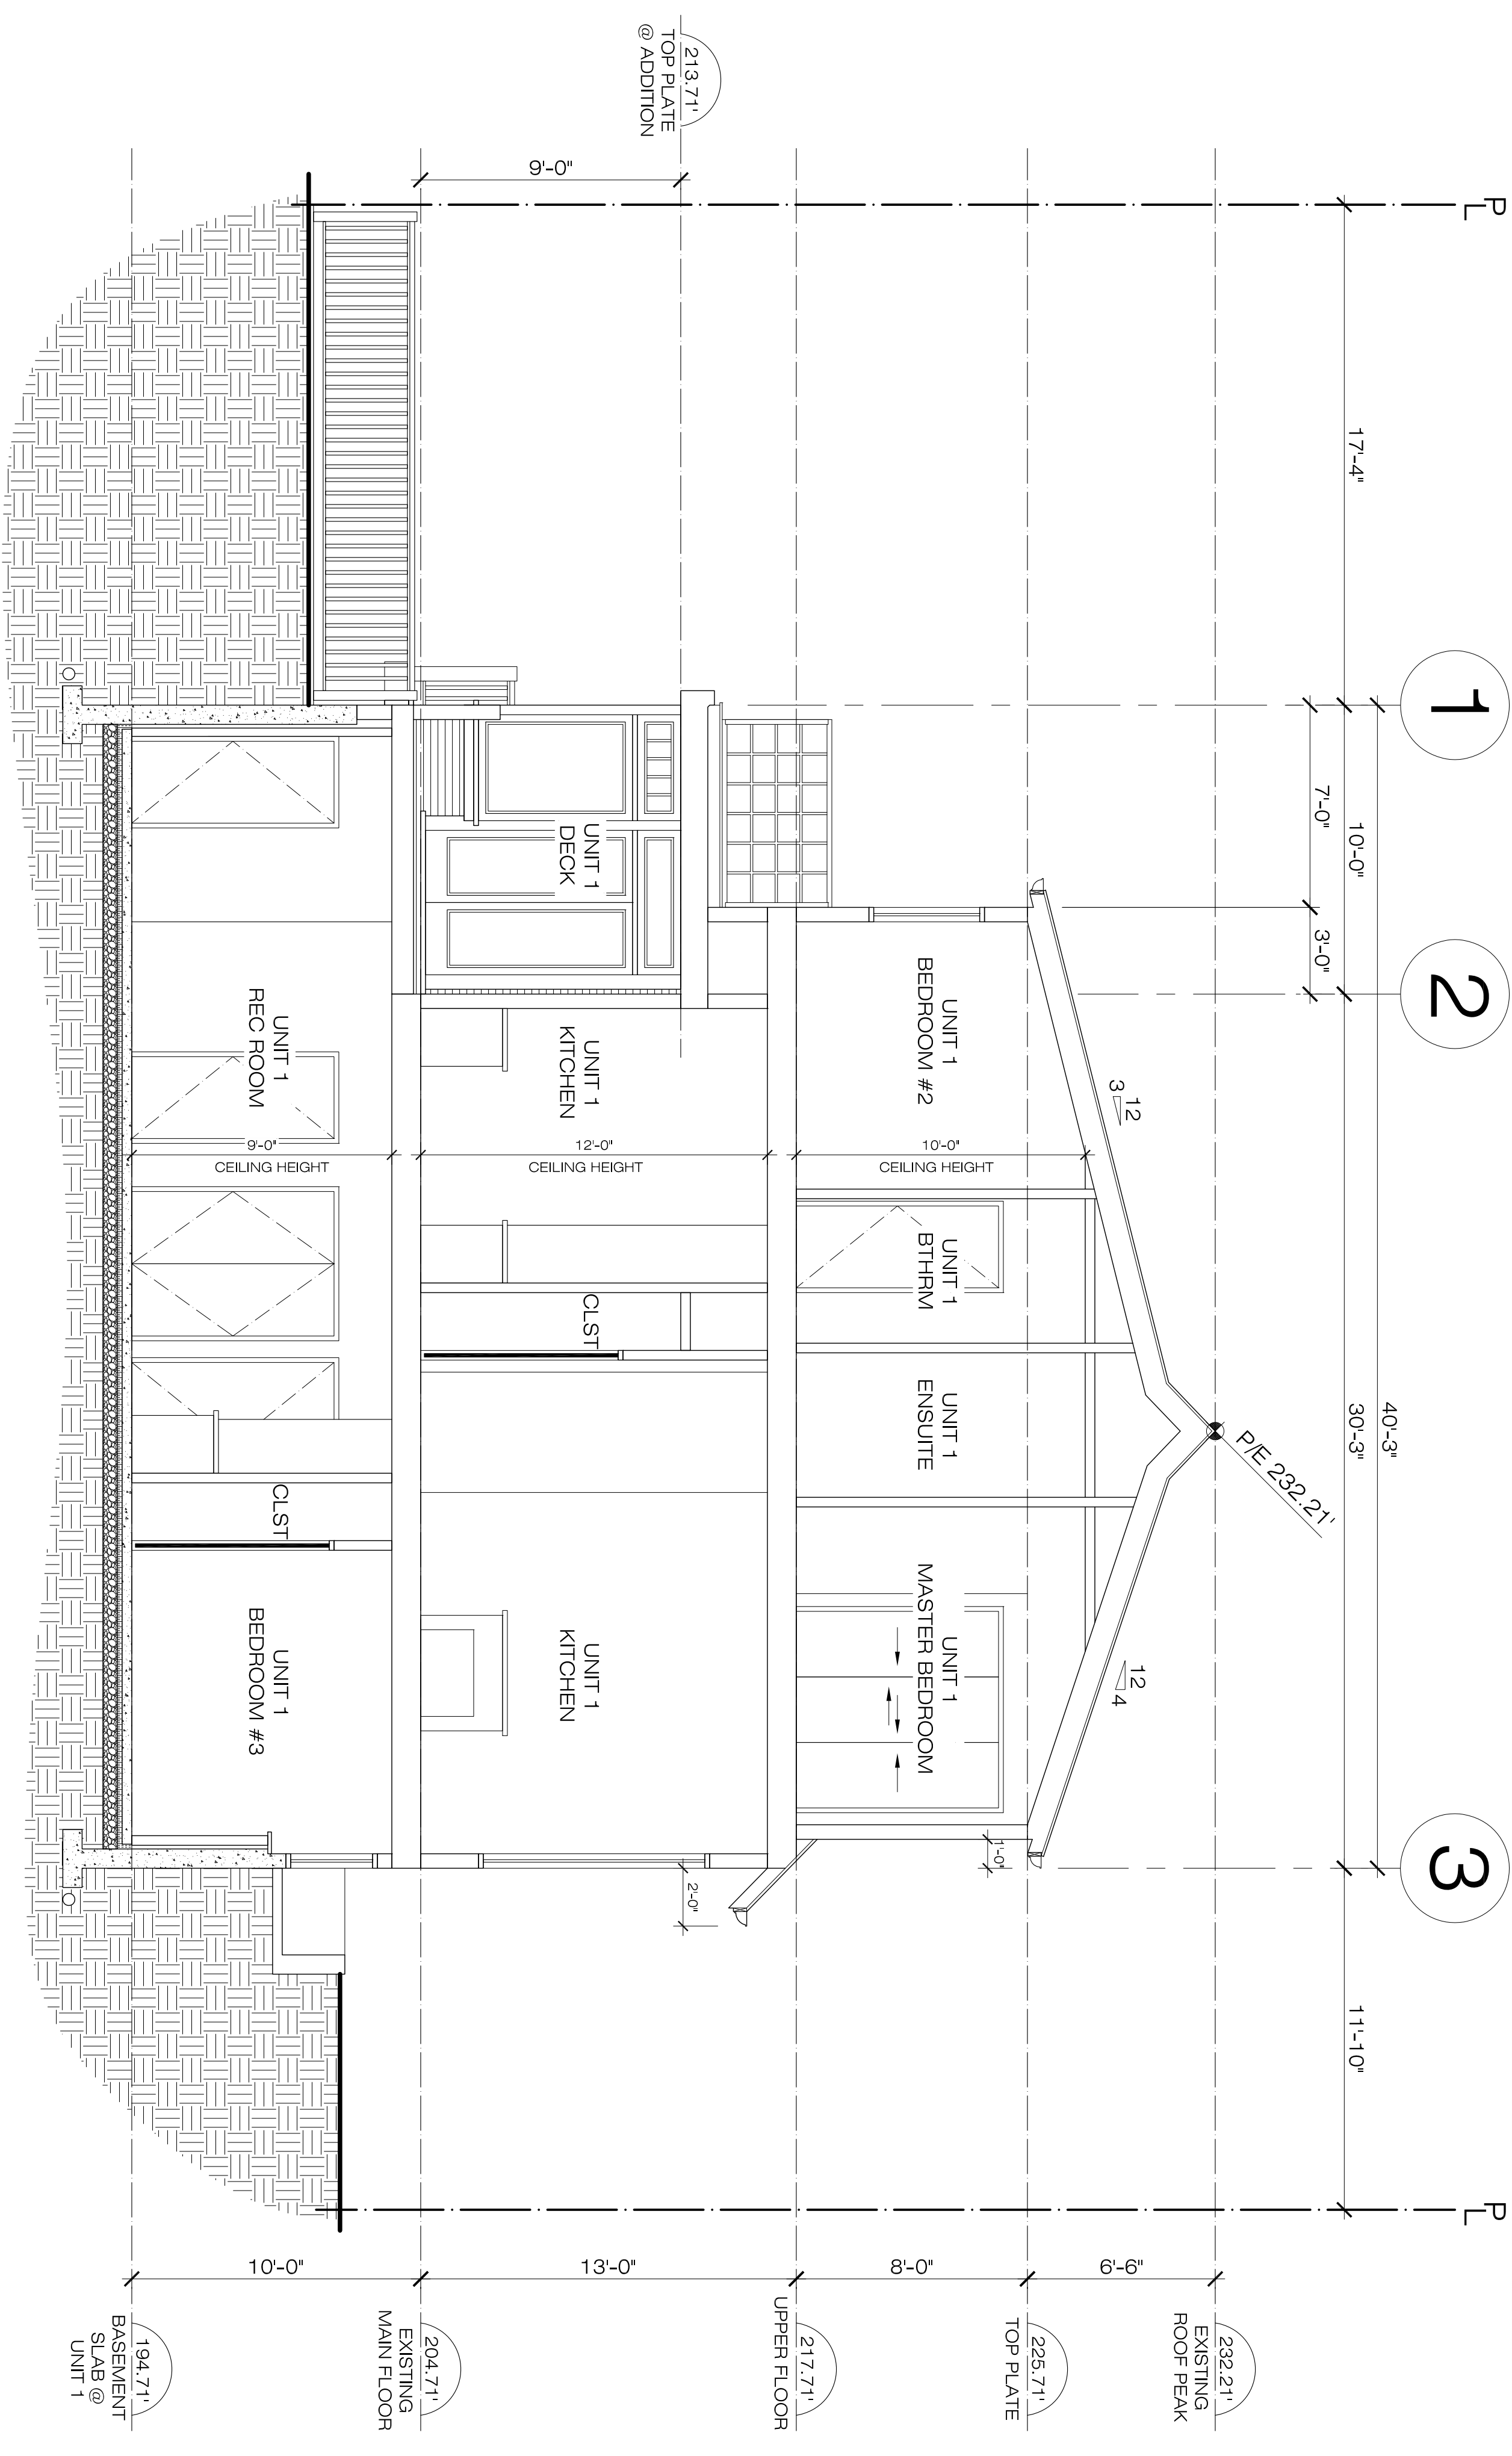 P
L
1
2
3
P
L
40'-3"
17'-4"
10'-0"
30'-3"
11'-10"
7'-0"
3'-0"
P/E 232.21'
12
3
12
4
232.21'
EXISTING
ROOF PEAK
6'-6"
225.71'
TOP PLATE
8'-0"
217.71'
UPPER FLOOR
13'-0"
204.71'
EXISTING
MAIN FLOOR
10'-0"
194.71'
BASEMENT
SLAB @
UNIT 1
213.71'
TOP PLATE
@ ADDITION
9'-0"
UNIT 1
BEDROOM #2
10'-0"
CEILING HEIGHT
UNIT 1
BTHRM
UNIT 1
ENSUITE
UNIT 1
MASTER BEDROOM
1'-0"
2'-0"
UNIT 1
DECK
UNIT 1
KITCHEN
12'-0"
CEILING HEIGHT
CLST
UNIT 1
KITCHEN
UNIT 1
REC ROOM
9'-0"
CEILING HEIGHT
CLST
UNIT 1
BEDROOM #3